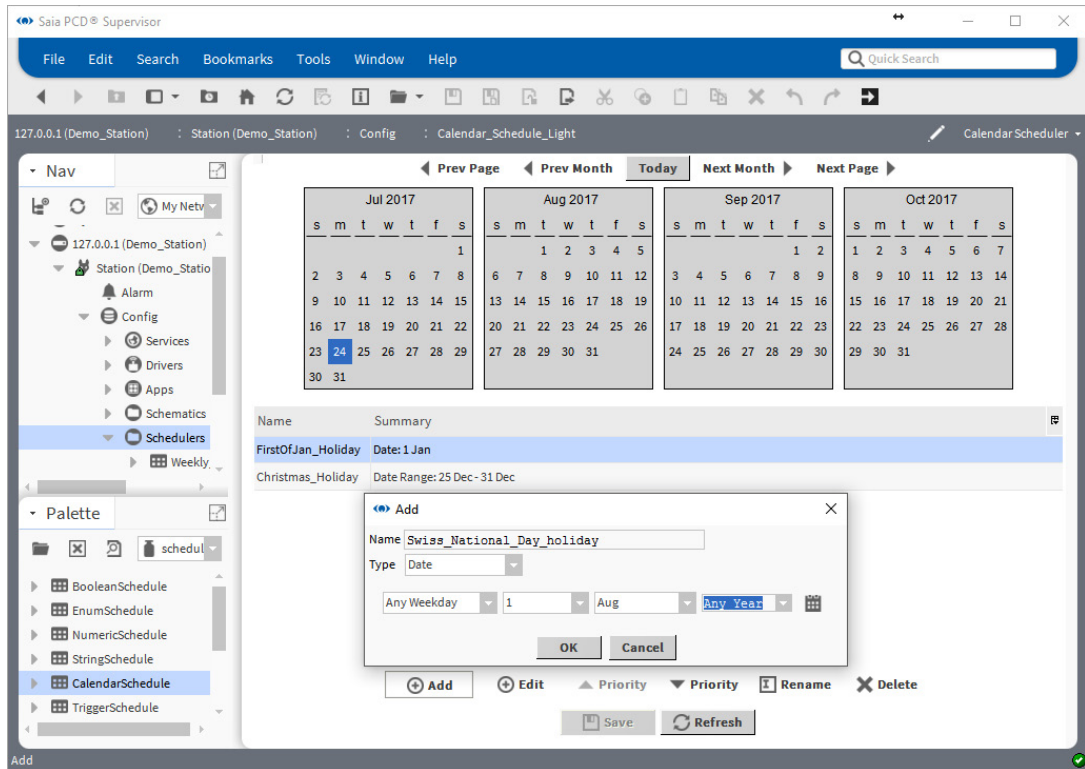 Saia PCD® Supervisor
File Edit Search Bookmarks Tools Window Help
Quick Search
127.0.0.1 (Demo_Station) : Station (Demo_Station) : Config : Calendar_Schedule_Light
Calendar Scheduler
Nav
My Netw
127.0.0.1 (Demo_Station)
Station (Demo_Statio
Alarm
Config
Services
Drivers
Apps
Schematics
Schedulers
Weekly_
Palette
schedul
BooleanSchedule
EnumSchedule
NumericSchedule
StringSchedule
CalendarSchedule
TriggerSchedule
Prev Page Prev Month Today Next Month Next Page
Jul 2017
s m t w t f s
1
2 3 4 5 6 7 8
9 10 11 12 13 14 15
16 17 18 19 20 21 22
23 24 25 26 27 28 29
30 31
Aug 2017
s m t w t f s
1 2 3 4 5
6 7 8 9 10 11 12
13 14 15 16 17 18 19
20 21 22 23 24 25 26
27 28 29 30 31
Sep 2017
s m t w t f s
1 2
3 4 5 6 7 8 9
10 11 12 13 14 15 16
17 18 19 20 21 22 23
24 25 26 27 28 29 30
Oct 2017
s m t w t f s
1 2 3 4 5 6 7
8 9 10 11 12 13 14
15 16 17 18 19 20 21
22 23 24 25 26 27 28
29 30 31
Name Summary
FirstOfJan_Holiday Date: 1 Jan
Christmas_Holiday Date Range: 25 Dec - 31 Dec
Add
Name Swiss_National_Day_holiday
Type Date
Any Weekday 1 Aug Any Year
OK Cancel
Add Edit Priority Priority Rename Delete
Save Refresh
Add